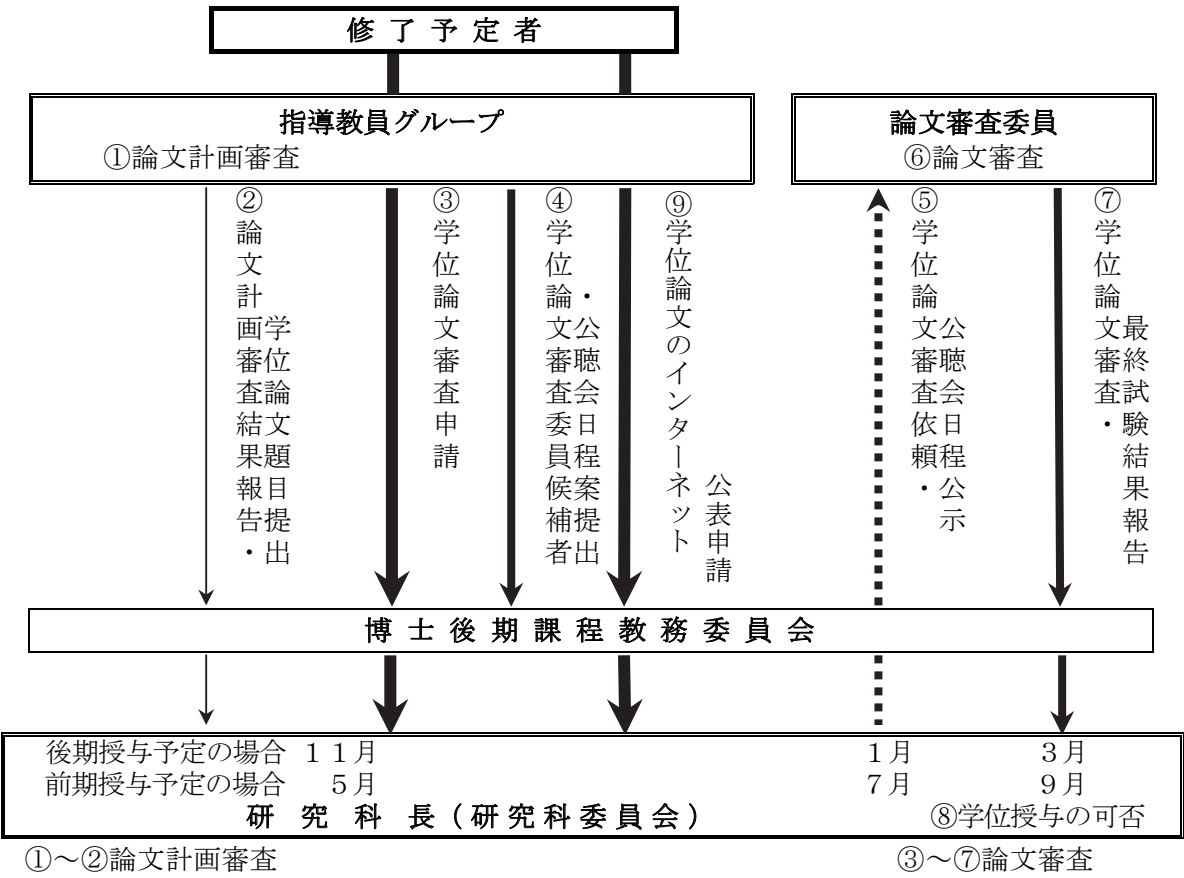 修了予定者
指導教員グループ
①論文計画審査
論文審査委員
⑥論文審査
②論文計画審査結果報告・
学位論文題目提出
③学位論文審査申請
④学位論文審査委員候補者
・公聴会日程案提出
⑨学位論文のインターネット
公表申請
⑤学位論文審査依頼・
公聴会日程公示
⑦学位論文審査・
最終試験結果報告
博士後期課程教務委員会
後期授与予定の場合 11月 1月 3月
前期授与予定の場合 5月 7月 9月
研究科長(研究科委員会) ⑧学位授与の可否
①～②論文計画審査 ③～⑦論文審査